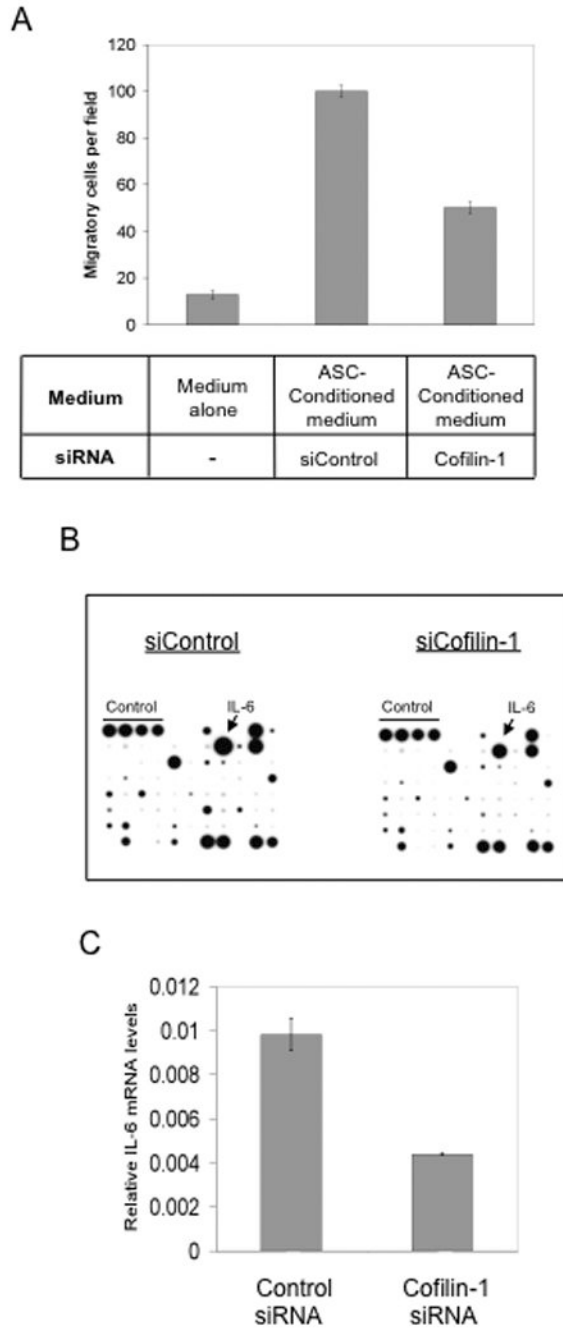 A
Migratory cells per field
120
100
80
60
40
20
0
Medium
Medium alone
ASC-
Conditioned
medium
ASC-
Conditioned
medium
siRNA
-
siControl
Cofilin-1
B
siControl
siCofilin-1
Control
IL-6
Control
IL-6
C
Relative IL-6 mRNA levels
0.012
0.01
0.008
0.006
0.004
0.002
0
Control
siRNA
Cofilin-1
siRNA